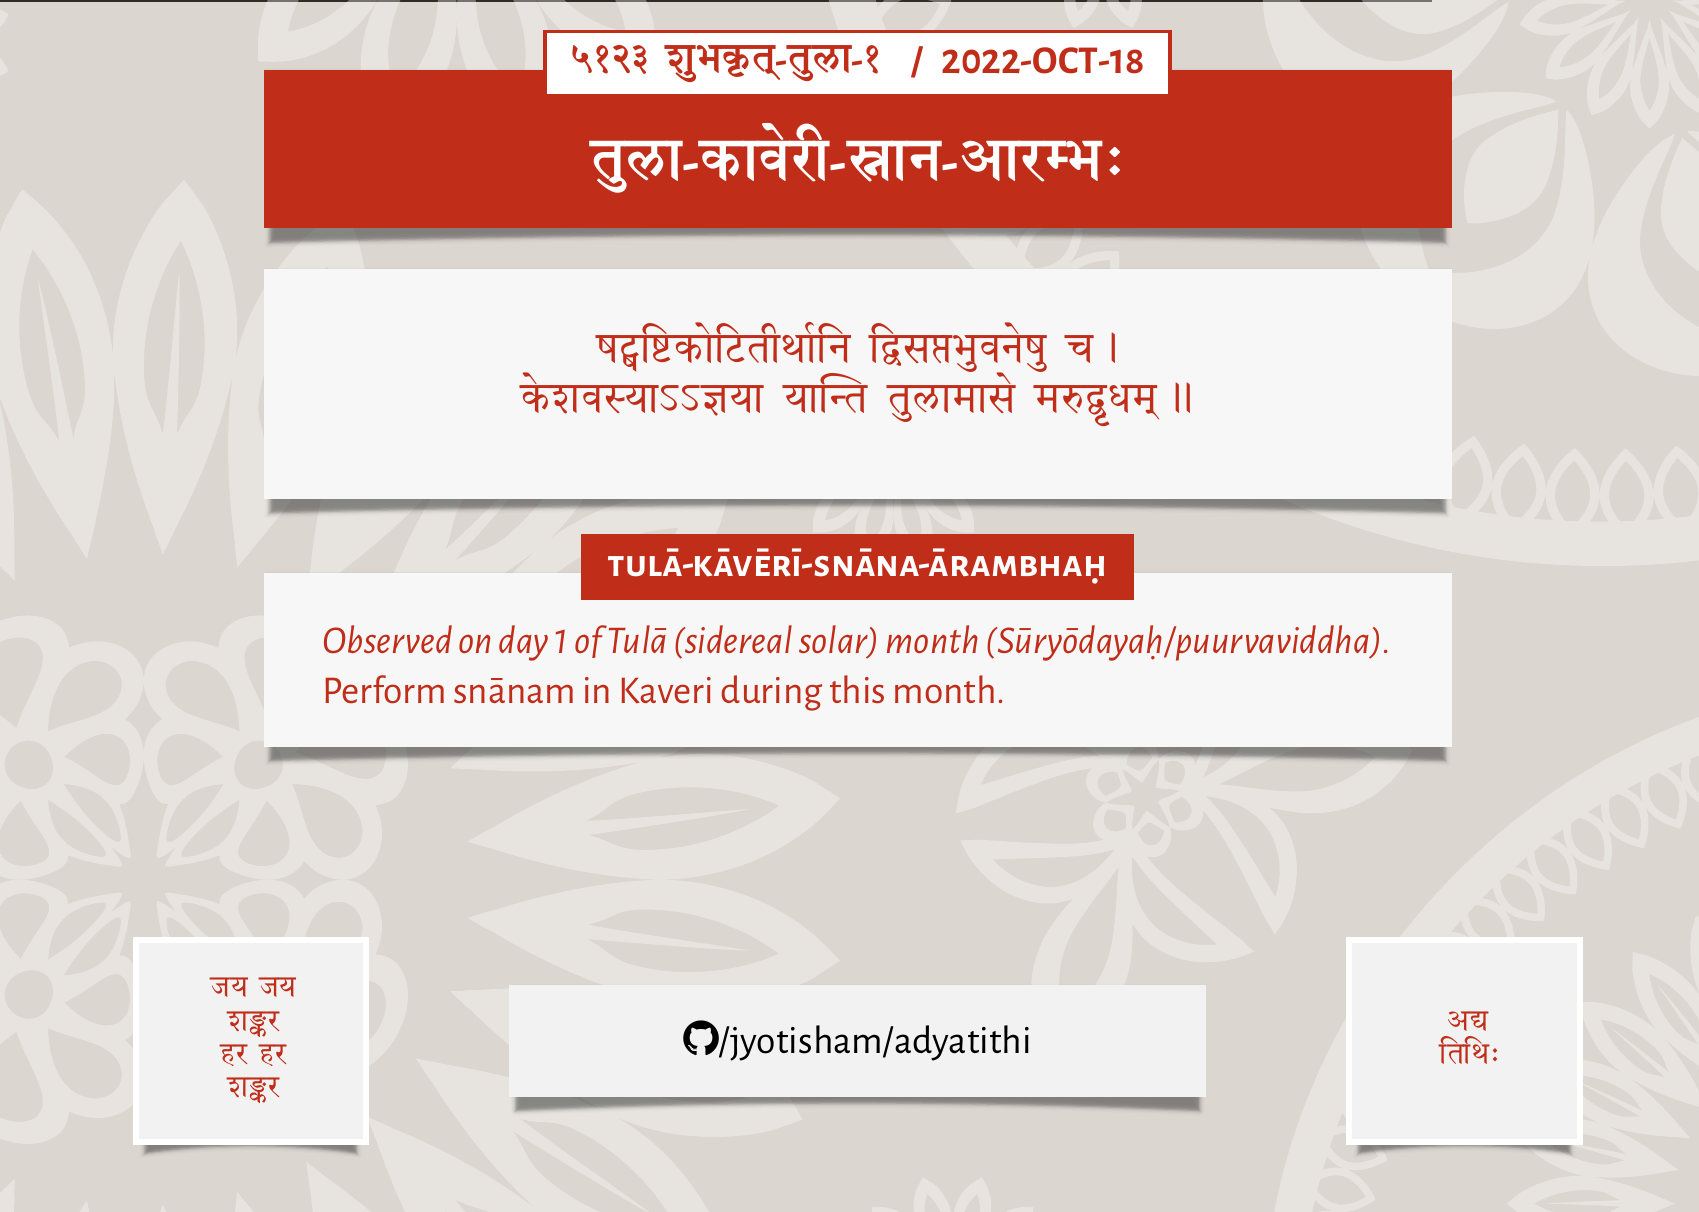 ५१२३ शुभकृत्-तुला-१ / 2022-OCT-18
तुला-कावेरी-स्नान-आरम्भः
षट्षष्टिकोटितीर्थानि द्विसप्तभुवनेषु च ।
केशवस्याऽऽज्ञया यान्ति तुलामासे मरुद्वृधम् ॥
TULĀ-KĀVĒRĪ-SNĀNA-ĀRAMBHAḤ
Observed on day 1 of Tulā (sidereal solar) month (Sūryōdayaḥ/puurvaviddha).
Perform snānam in Kaveri during this month.
जय जय
शङ्कर
हर हर
शङ्कर
/jyotisham/adyatithi
अद्य
तिथिः